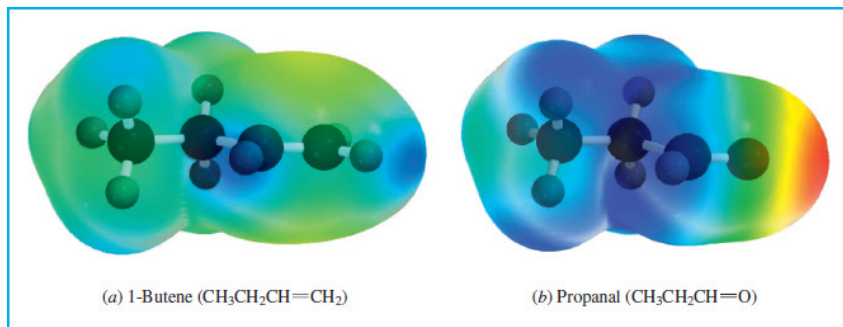 (a) 1-Butene (CH₃CH₂CH=CH₂)
(b) Propanal (CH₃CH₂CH=O)